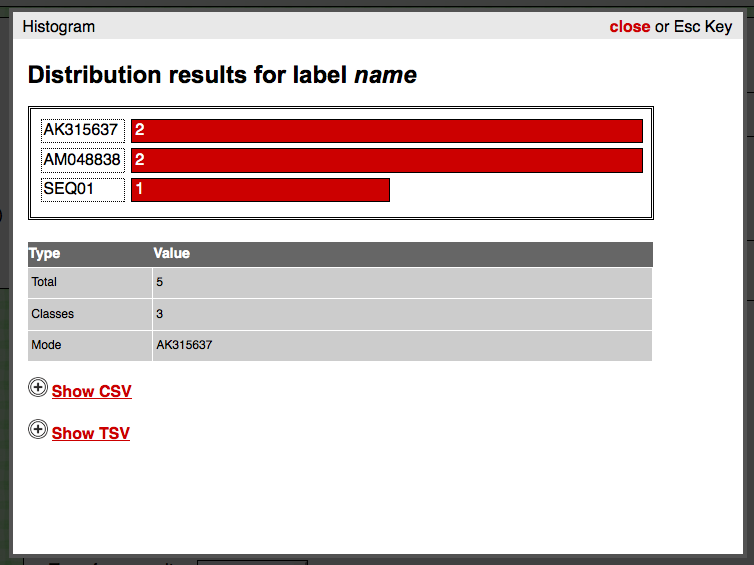 Histogram
close or Esc Key
Distribution results for label name
AK315637 2
AM048838 2
SEQ01 1
Type Value
Total 5
Classes 3
Mode AK315637
Show CSV
Show TSV